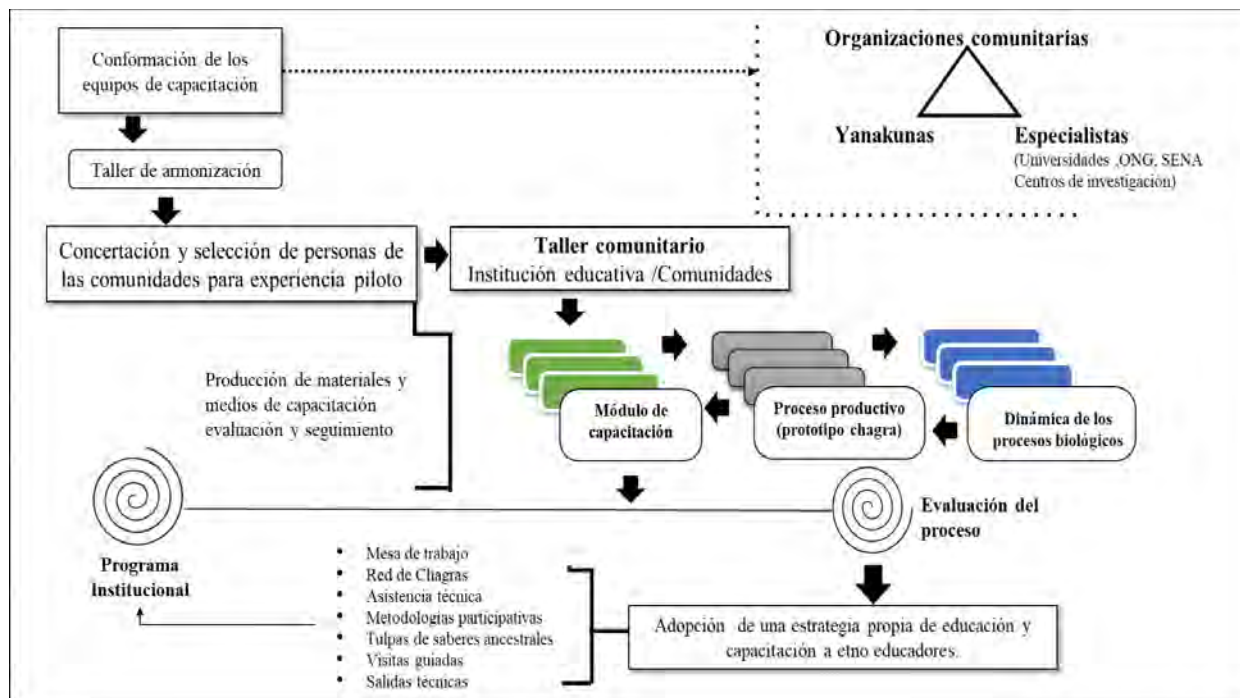 Conformación de los
equipos de capacitación
Organizaciones comunitarias
Yanakunas
Especialistas
(Universidades ,ONG, SENA
Centros de investigación)
Taller de armonización
Concertación y selección de personas de
las comunidades para experiencia piloto
Taller comunitario
Institución educativa /Comunidades
Producción de materiales y
medios de capacitación
evaluación y seguimiento
Módulo de
capacitación
Proceso productivo
(prototipo chagra)
Dinámica de los
procesos biológicos
Evaluación del
proceso
Programa
Institucional
• Mesa de trabajo
• Red de Chagras
• Asistencia técnica
• Metodologías participativas
• Tulpas de saberes ancestrales
• Visitas guiadas
• Salidas técnicas
Adopción de una estrategia propia de educación y
capacitación a etno educadores.